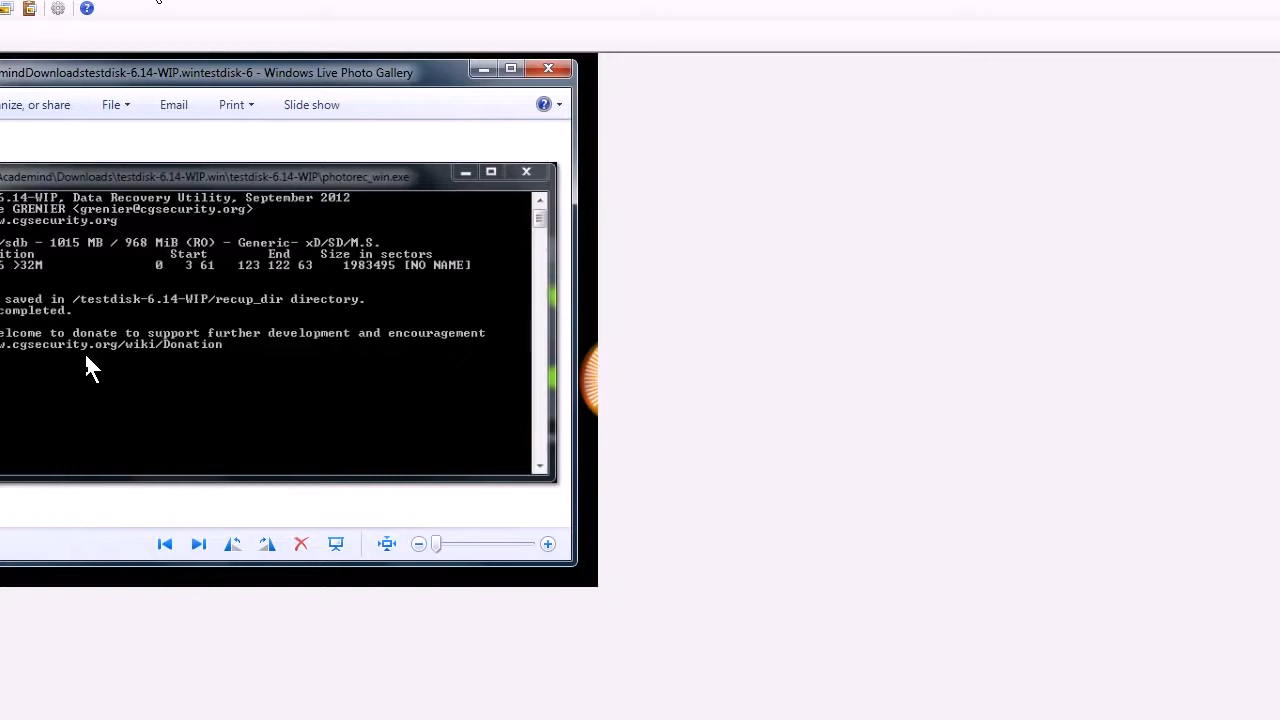 mindDownloadstestdisk-6.14-WIP.wintestdisk-6 - Windows Live Photo Gallery
nize, or share File Email Print Slide show
Academind\Downloads\testdisk-6.14-WIP.win\testdisk-6.14-WIP\photorec_win.exe
6.14-WIP, Data Recovery Utility, September 2012
e GRENIER <grenier@cgsecurity.org>
w.cgsecurity.org
/sdb - 1015 MB / 968 MiB (RO) - Generic- xD/SD/M.S.
ition Start End Size in sectors
6 >32M 0 3 61 123 122 63 1983495 [NO NAME]
saved in /testdisk-6.14-WIP/recup_dir directory.
completed.
elcome to donate to support further development and encouragement
w.cgsecurity.org/wiki/Donation